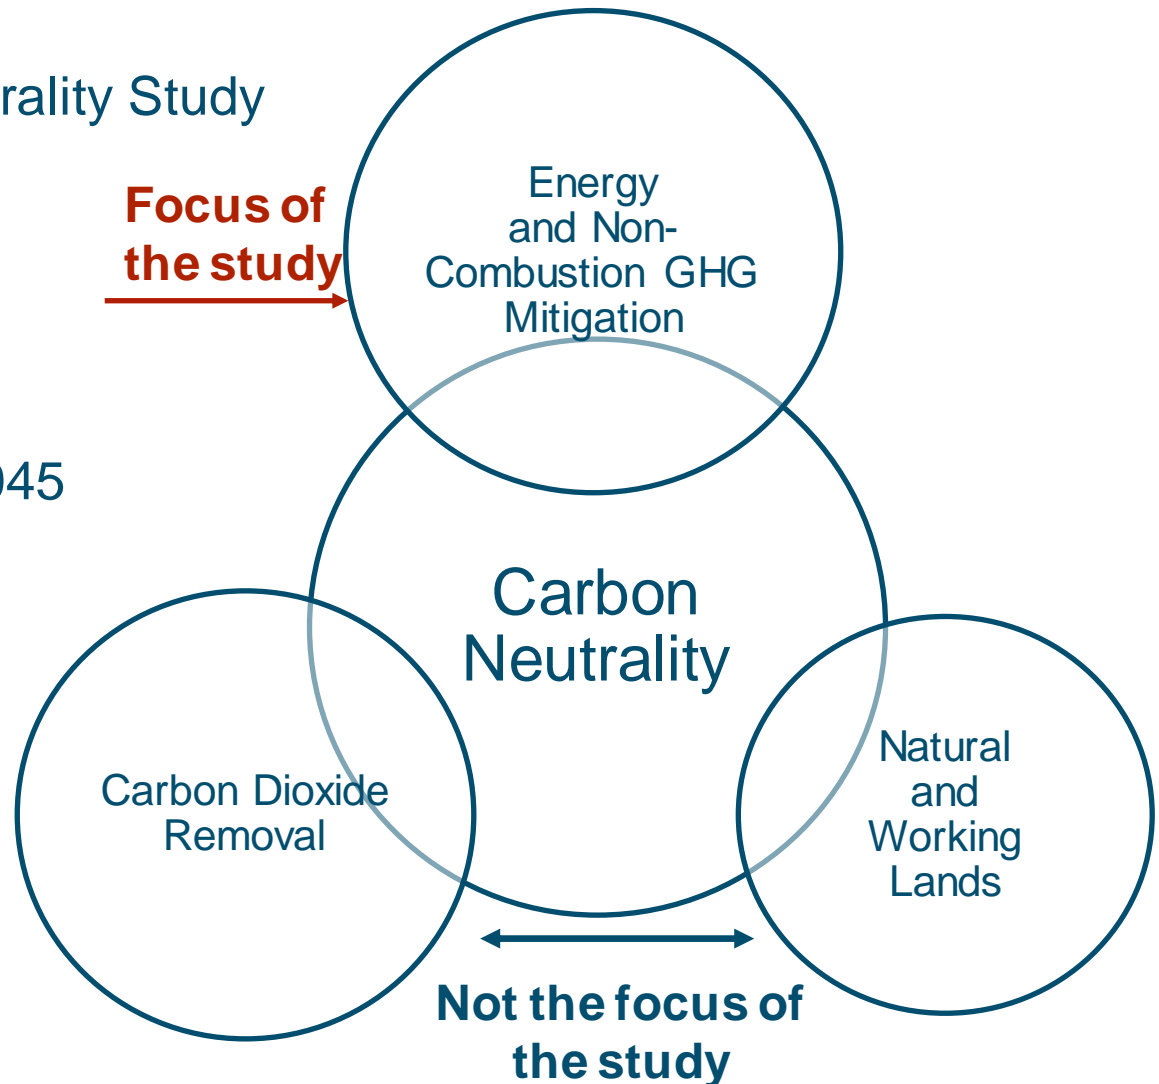 rality Study
Focus of
the study
Energy
and Non-
Combustion GHG
Mitigation
045
Carbon
Neutrality
Carbon Dioxide
Removal
Natural
and
Working
Lands
Not the focus of
the study